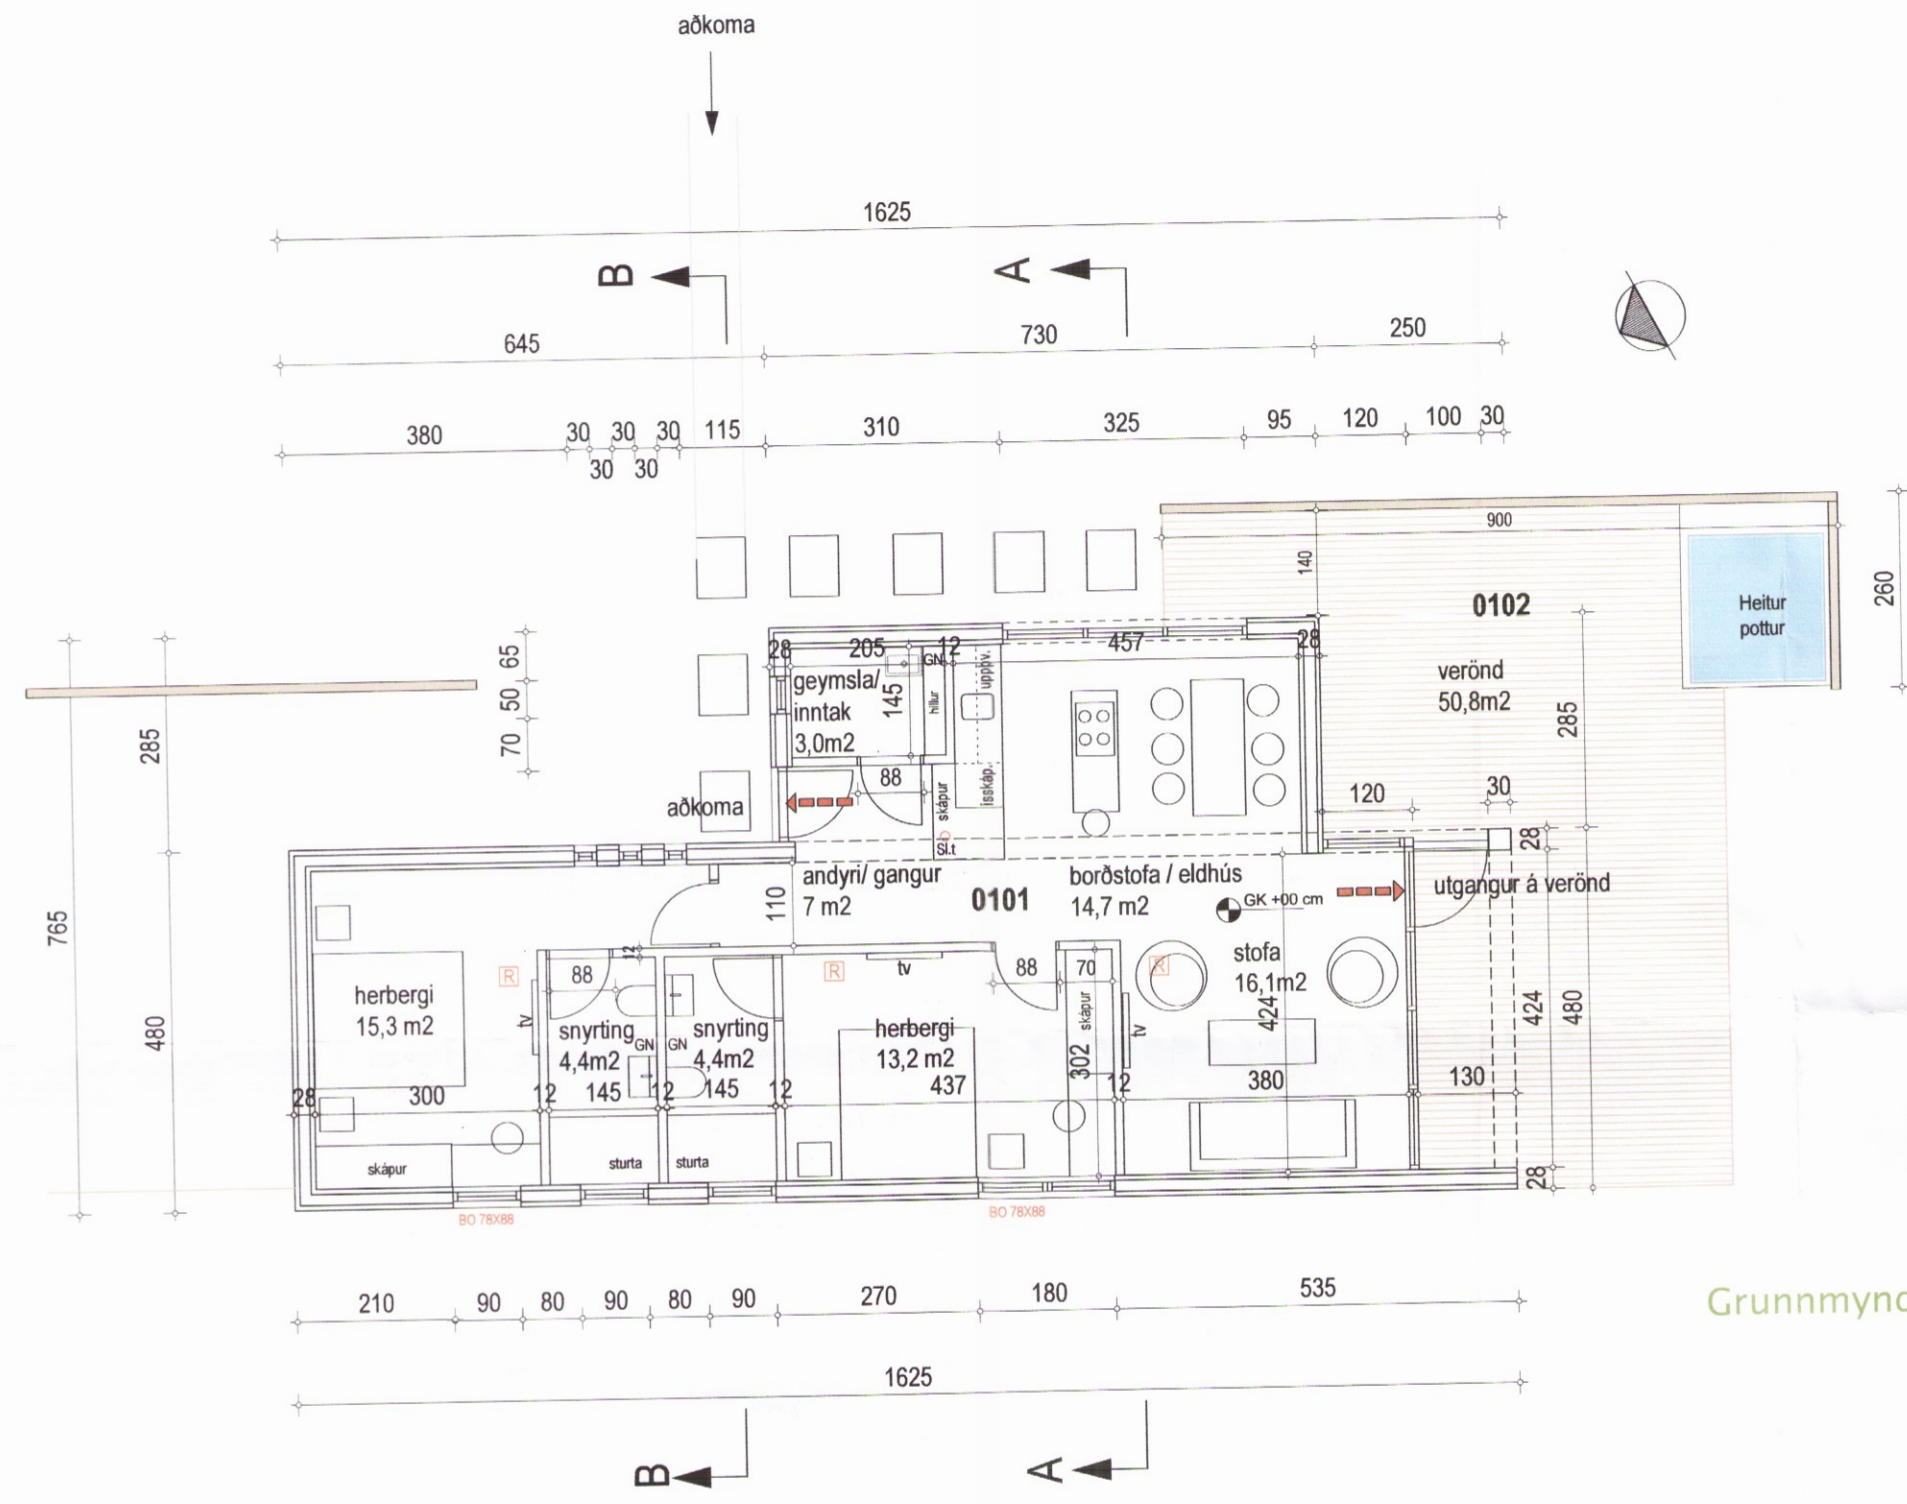 aðkoma
1625
B
A
645
730
250
380
30
30
30
30
30
115
310
325
95
120
100
30
900
140
260
0102
Heitur
pottur
verönd
50,8m2
285
65
50
70
285
765
480
28
205
12
457
28
GN
uppþv.
geymsla/
inntak
3,0m2
145
hillur
88
skápur
ísskáp.
Sl.t
aðkoma
120
30
28
andyri/ gangur
7 m2
110
0101
borðstofa / eldhús
14,7 m2
GK +00 cm
utgangur á verönd
stofa
16,1m2
424
R
tv
88
12
R
tv
88
70
R
herbergi
15,3 m2
snyrting
4,4m2
GN
GN
snyrting
4,4m2
herbergi
13,2 m2
skápur
302
tv
424
480
28
300
12
145
12
145
12
437
12
380
130
skápur
sturta
sturta
28
BO 78X88
BO 78X88
210
90
80
90
80
90
270
180
535
1625
B
A